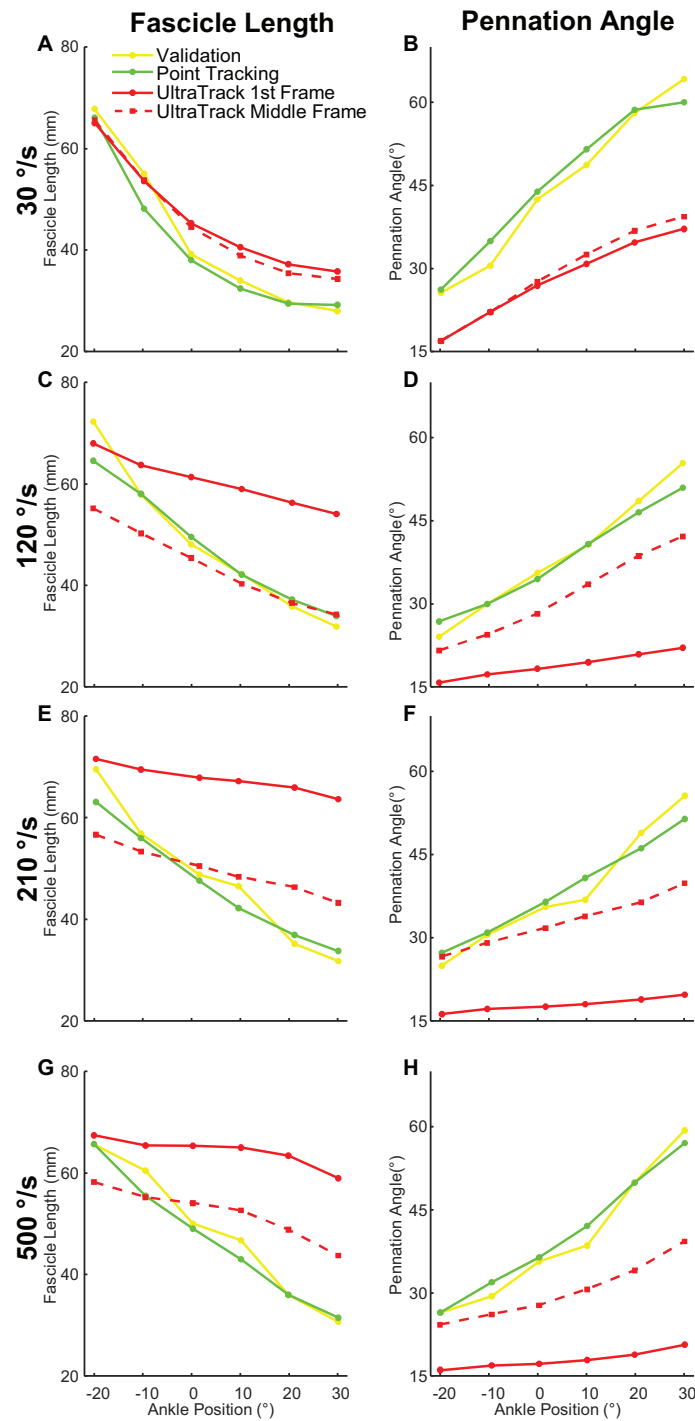 Fascicle Length
Pennation Angle
A
Validation
Point Tracking
UltraTrack 1st Frame
UltraTrack Middle Frame
30 °/s
Fascicle Length (mm)
80
60
40
20
B
Pennation Angle(°)
60
45
30
15
C
120 °/s
Fascicle Length (mm)
80
60
40
20
D
Pennation Angle(°)
60
45
30
15
E
210 °/s
Fascicle Length (mm)
80
60
40
20
F
Pennation Angle(°)
60
45
30
15
G
500 °/s
Fascicle Length (mm)
80
60
40
20
-20 -10 0 10 20 30
Ankle Position (°)
H
Pennation Angle(°)
60
45
30
15
-20 -10 0 10 20 30
Ankle Position (°)